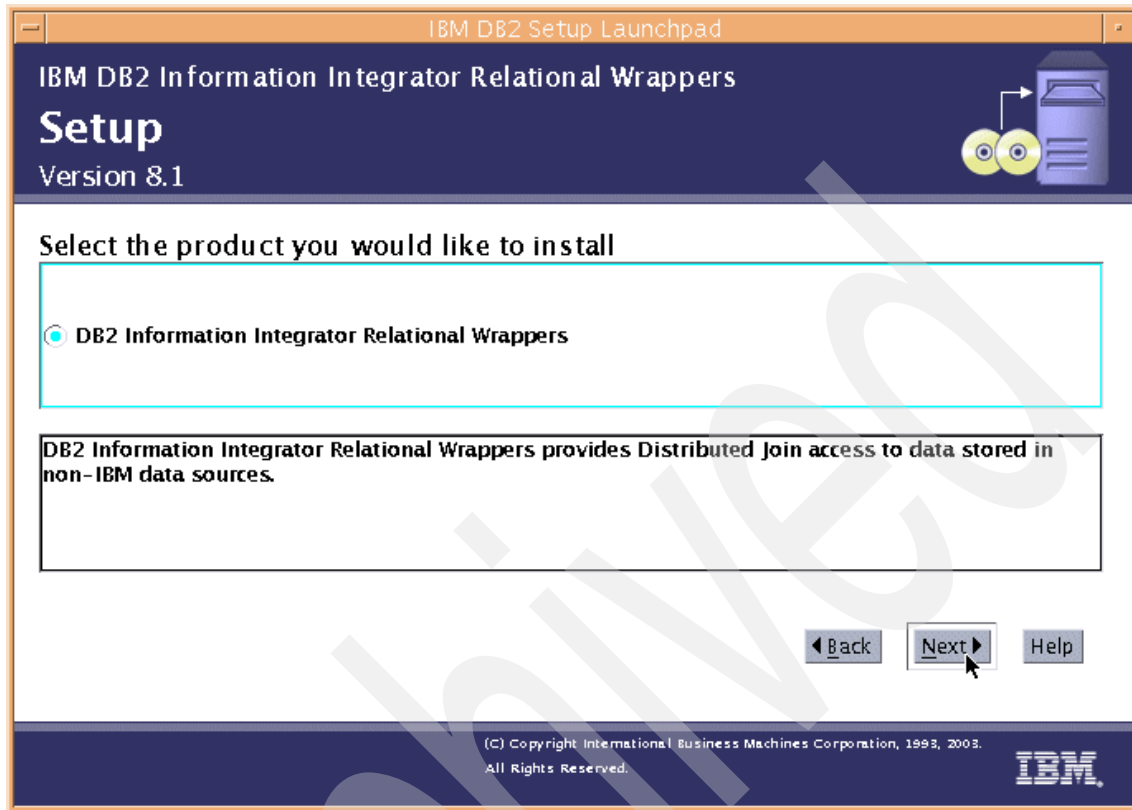 IBM DB2 Setup Launchpad
IBM DB2 Information Integrator Relational Wrappers
Setup
Version 8.1
Select the product you would like to install
DB2 Information Integrator Relational Wrappers
DB2 Information Integrator Relational Wrappers provides Distributed Join access to data stored in
non-IBM data sources.
Back
Next
Help
(C) Copyright International Business Machines Corporation, 1993, 2003.
All Rights Reserved.
IBM